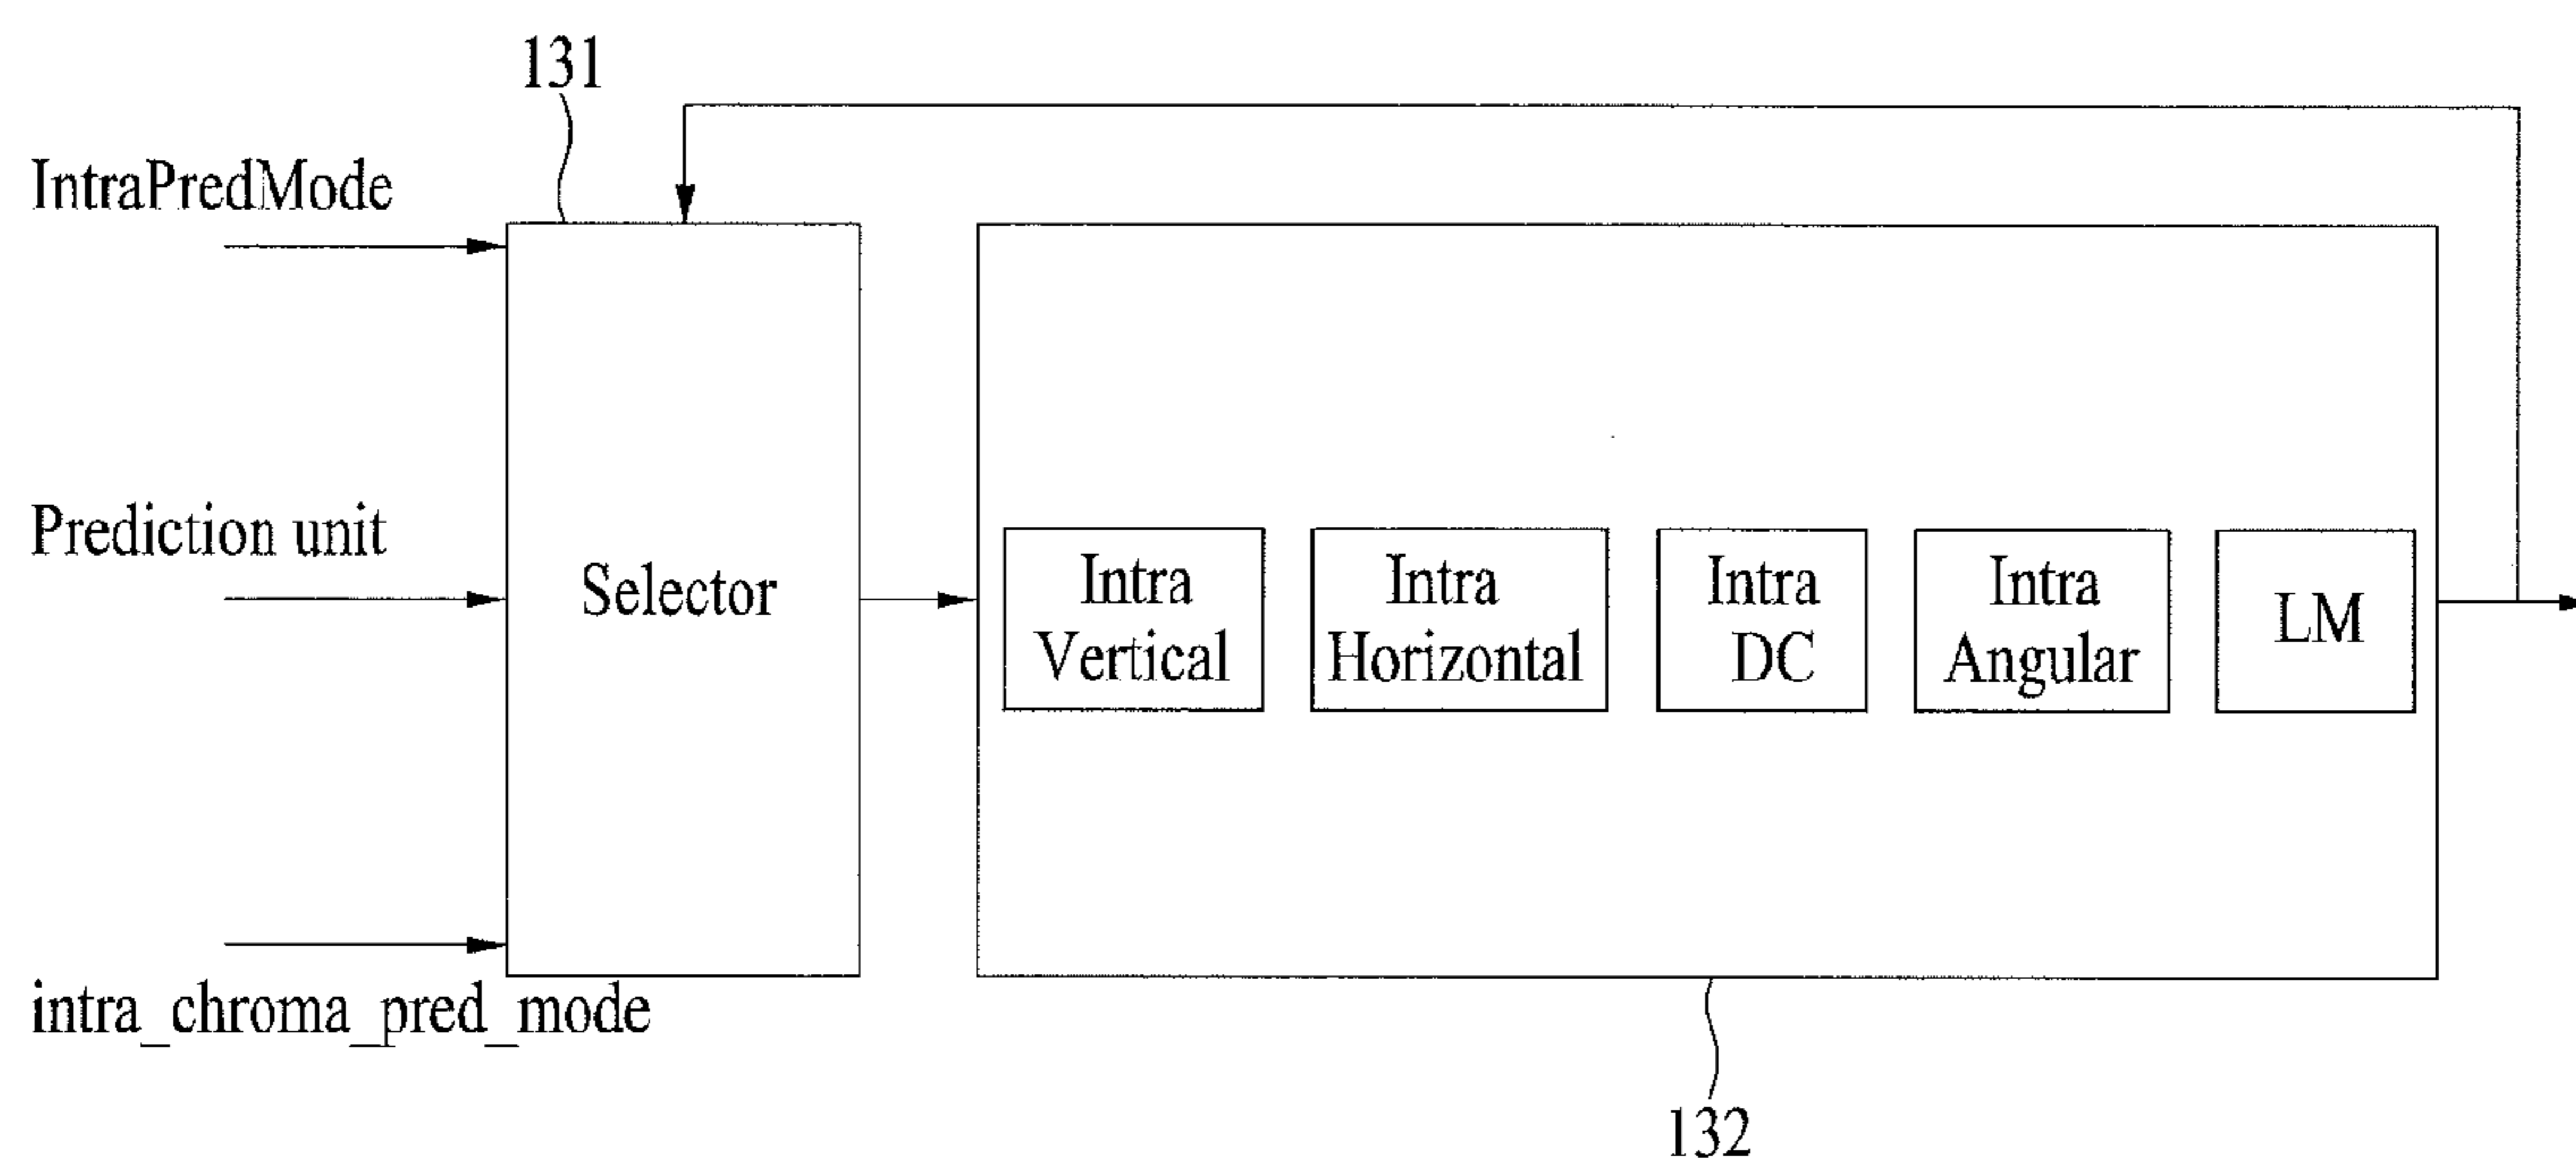 131
IntraPredMode
Prediction unit
Selector
Intra
Vertical
Intra
Horizontal
Intra
DC
Intra
Angular
LM
intra_chroma_pred_mode
132